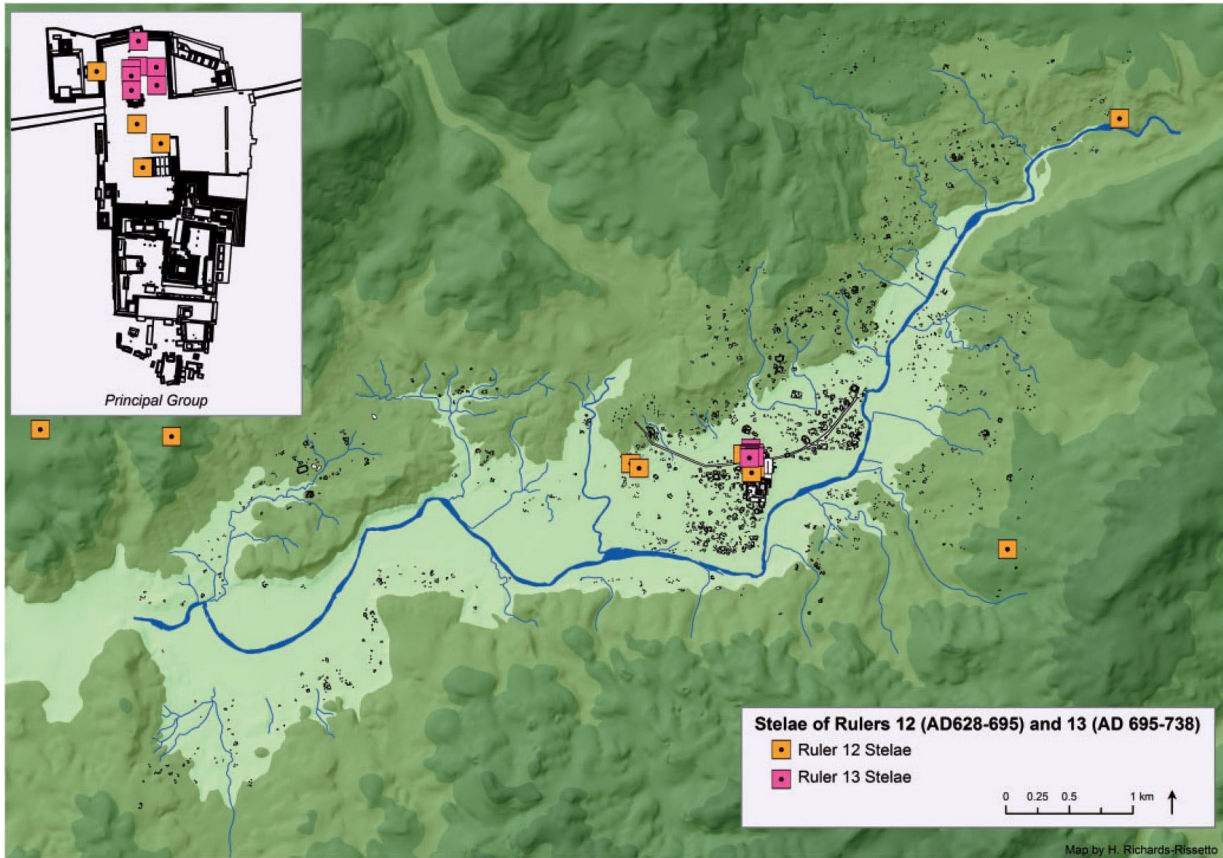 Principal Group
Stelae of Rulers 12 (AD628-695) and 13 (AD 695-738)
Ruler 12 Stelae
Ruler 13 Stelae
0 0.25 0.5 1 km
Map by H. Richards-Rissetto